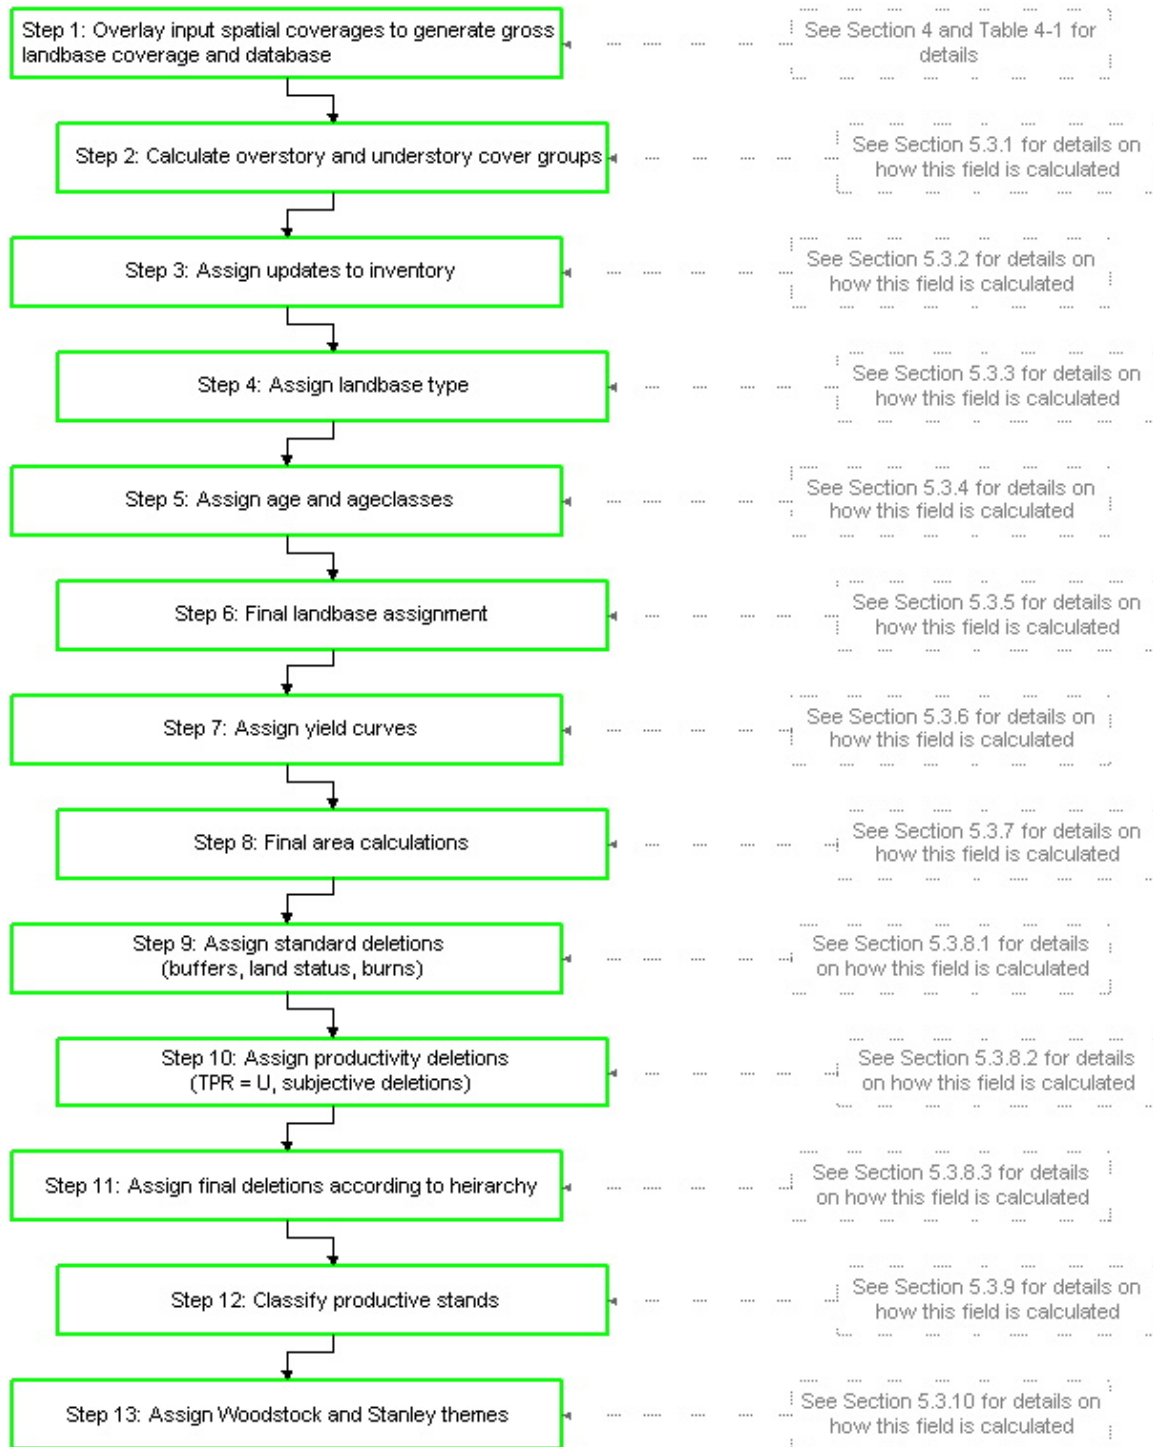 Step 1: Overlay input spatial coverages to generate gross
landbase coverage and database
See Section 4 and Table 4-1 for
details
Step 2: Calculate overstory and understory cover groups
See Section 5.3.1 for details on
how this field is calculated
Step 3: Assign updates to inventory
See Section 5.3.2 for details on
how this field is calculated
Step 4: Assign landbase type
See Section 5.3.3 for details on
how this field is calculated
Step 5: Assign age and ageclasses
See Section 5.3.4 for details on
how this field is calculated
Step 6: Final landbase assignment
See Section 5.3.5 for details on
how this field is calculated
Step 7: Assign yield curves
See Section 5.3.6 for details on
how this field is calculated
Step 8: Final area calculations
See Section 5.3.7 for details on
how this field is calculated
Step 9: Assign standard deletions
(buffers, land status, burns)
See Section 5.3.8.1 for details
on how this field is calculated
Step 10: Assign productivity deletions
(TPR = U, subjective deletions)
See Section 5.3.8.2 for details
on how this field is calculated
Step 11: Assign final deletions according to heirarchy
See Section 5.3.8.3 for details
on how this field is calculated
Step 12: Classify productive stands
See Section 5.3.9 for details on
how this field is calculated
Step 13: Assign Woodstock and Stanley themes
See Section 5.3.10 for details on
how this field is calculated